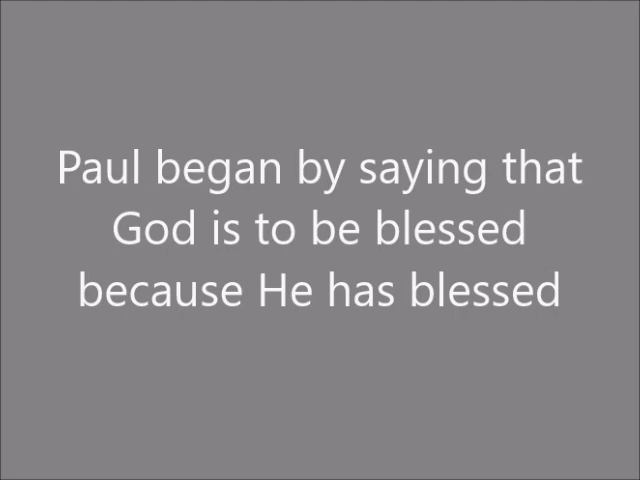 Paul began by saying that
God is to be blessed
because He has blessed